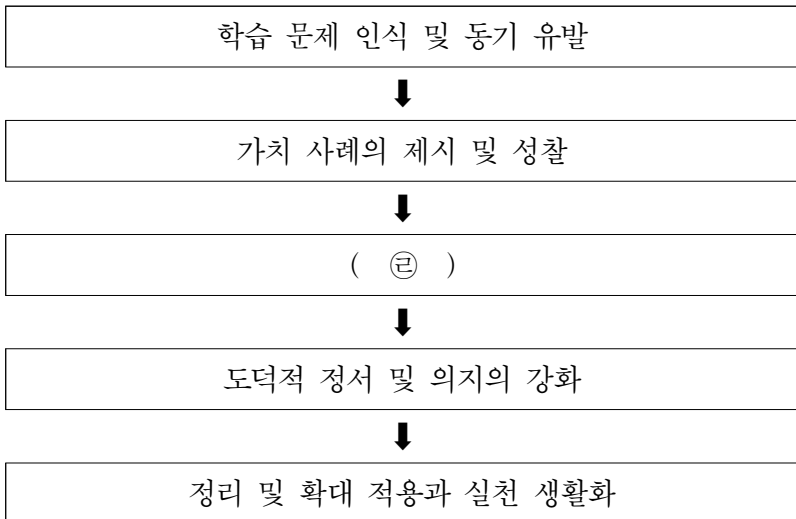 학습 문제 인식 및 동기 유발
⬇
가치 사례의 제시 및 성찰
⬇
( ㉣ )
⬇
도덕적 정서 및 의지의 강화
⬇
정리 및 확대 적용과 실천 생활화